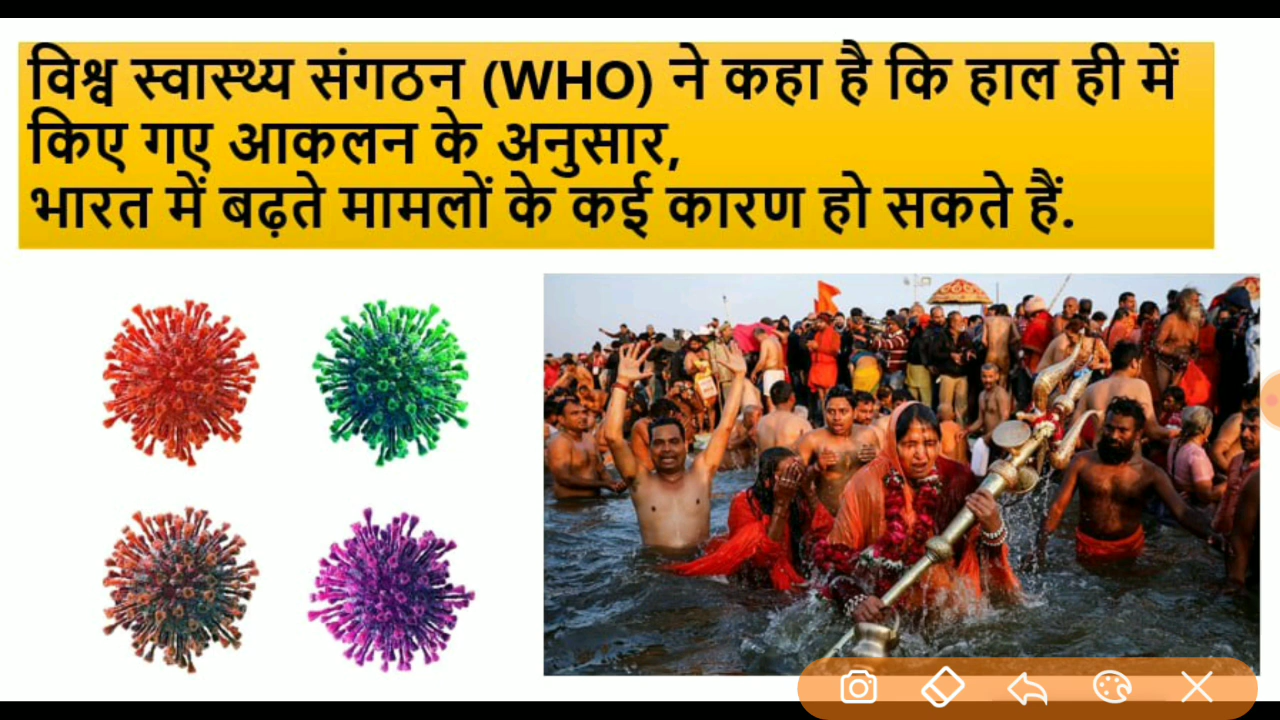 विश्व स्वास्थ्य संगठन (WHO) ने कहा है कि हाल ही में
किए गए आकलन के अनुसार,
भारत में बढ़ते मामलों के कई कारण हो सकते हैं.